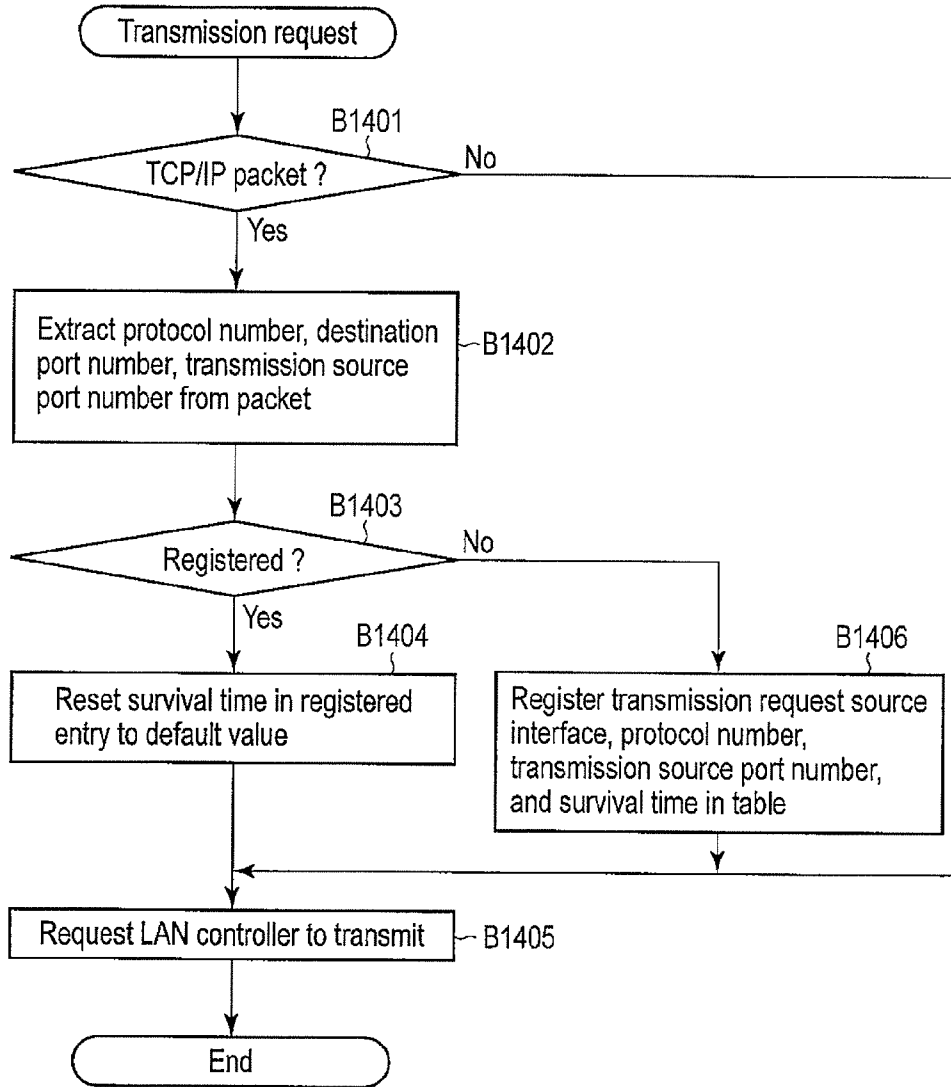 Transmission request
B1401
TCP/IP packet ?
No
Yes
Extract protocol number, destination
port number, transmission source
port number from packet
B1402
B1403
Registered ?
No
Yes
B1404
Reset survival time in registered
entry to default value
B1406
Register transmission request source
interface, protocol number,
transmission source port number,
and survival time in table
Request LAN controller to transmit
B1405
End